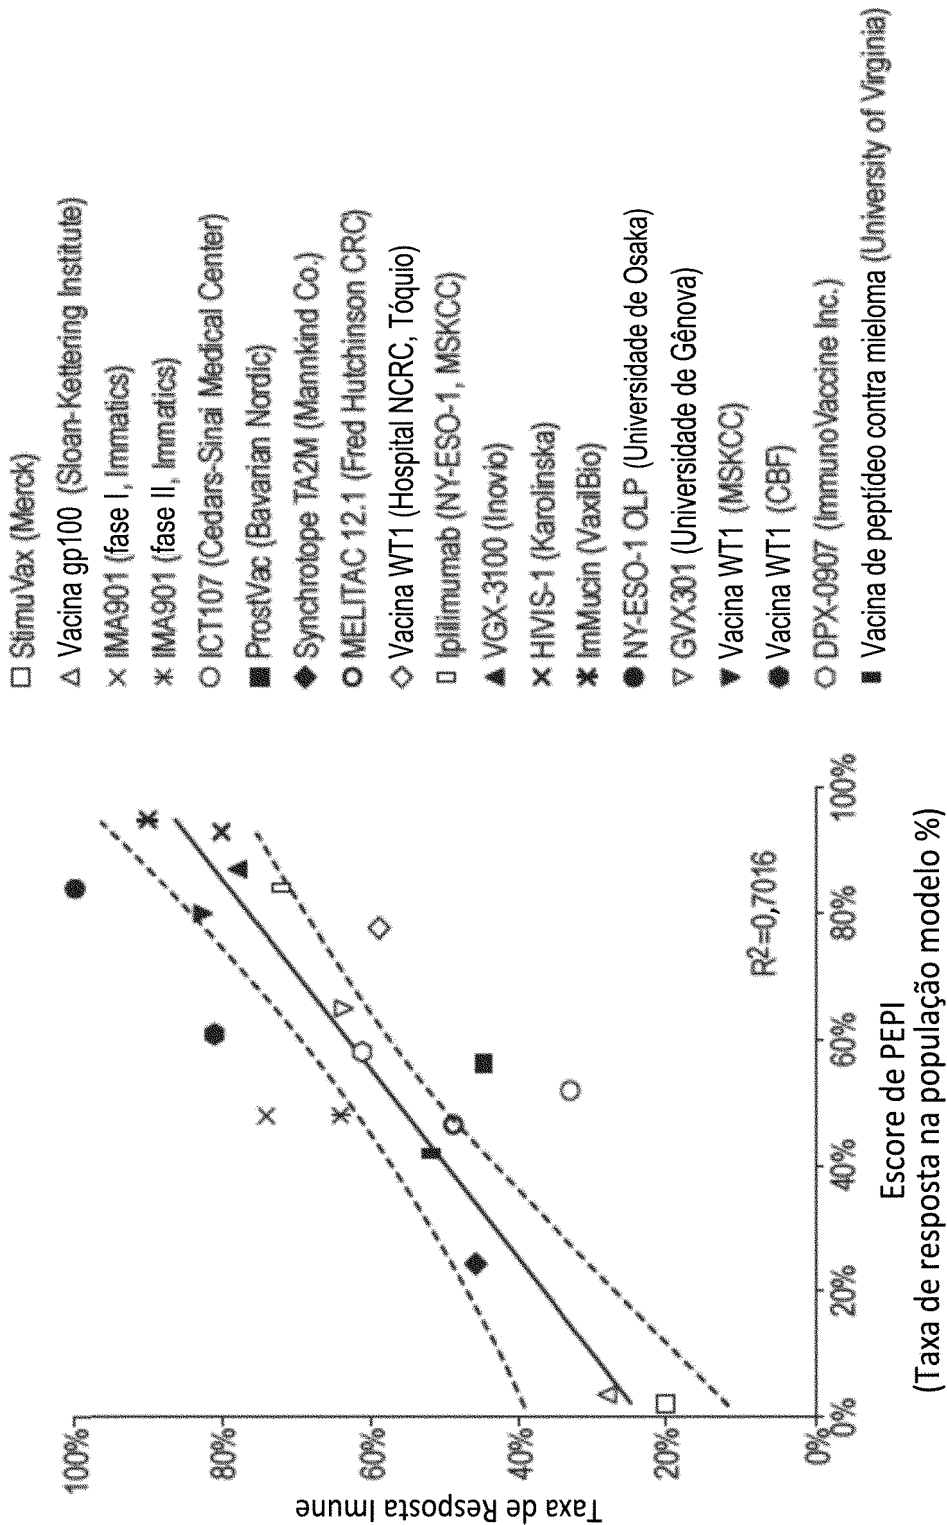 100%
80%
60%
40%
20%
0%
Taxa de Resposta Imune
0%
20%
40%
60%
80%
100%
R²=0,7016
Escore de PEPI
(Taxa de resposta na população modelo %)
StimuVax (Merck)
Vacina gp100 (Sloan-Kettering Institute)
IMA901 (fase I, Immatics)
IMA901 (fase II, Immatics)
ICT107 (Cedars-Sinai Medical Center)
ProstVac (Bavarian Nordic)
Synchrotope TA2M (Mannkind Co.)
MELITAC 12.1 (Fred Hutchinson CRC)
Vacina WT1 (Hospital NCRC, Tóquio)
Ipililimumab (NY-ESO-1, MSKCC)
VGX-3100 (Inovio)
HIVIS-1 (Karolinska)
ImMucin (VaxilBio)
NY-ESO-1 OLP (Universidade de Osaka)
GVX301 (Universidade de Gênova)
Vacina WT1 (MSKCC)
Vacina WT1 (CBF)
DPX-0907 (ImmunoVaccine Inc.)
Vacina de peptídeo contra mieloma (University of Virginia)